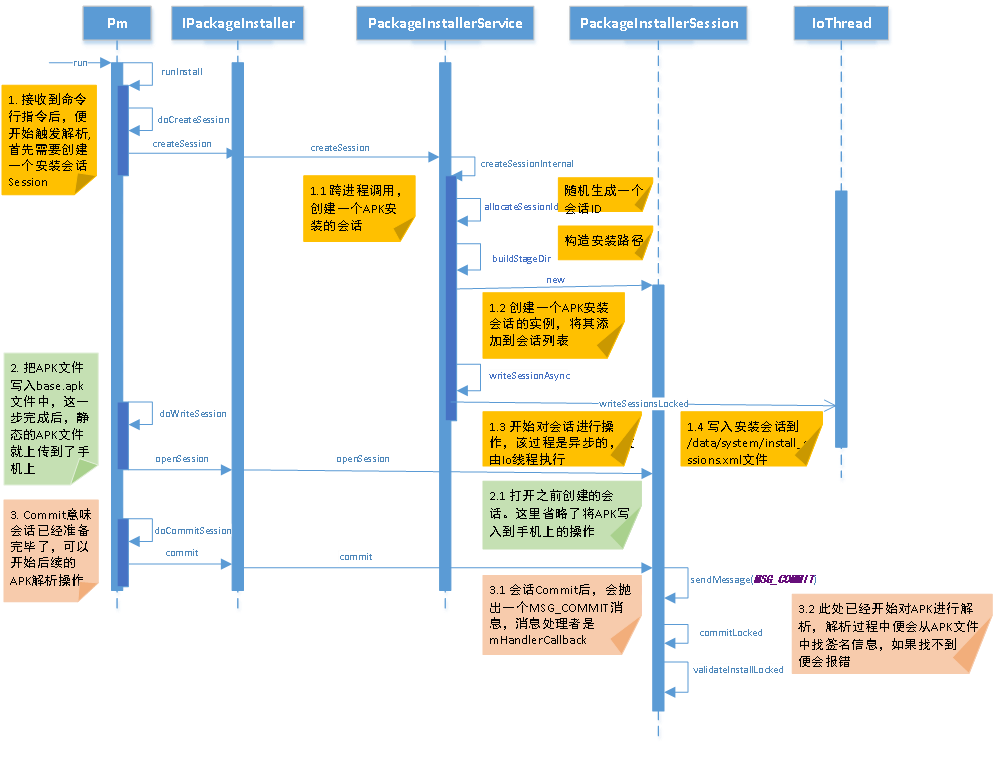 Pm
IPackageInstaller
PackageInstallerService
PackageInstallerSession
IoThread
run
runInstall
1. 接收到命令
行指令后，便
开始触发解析,
首先需要创建
一个安装会话
Session
doCreateSession
createSession
createSession
createSessionInternal
1.1 跨进程调用，
创建一个APK安
装的会话
allocateSessionId
随机生成一个
会话ID
构造安装路径
buildStageDir
new
1.2 创建一个APK安装
会话的实例，将其添
加到会话列表
writeSessionAsync
writeSessionsLocked
2. 把APK文件
写入base.apk
文件中，这一
步完成后，静
态的APK文件
就上传到了手
机上
doWriteSession
1.3 开始对会话进行操
作，该过程是异步的，
由Io线程执行
1.4 写入安装会话到
/data/system/install_
ssions.xml文件
openSession
openSession
2.1 打开之前创建的会
话。这里省略了将APK写
入到手机上的操作
3. Commit意味
会话已经准备
完毕了，可以
开始后续的
APK解析操作
doCommitSession
commit
commit
sendMessage(MSG_COMMIT)
3.1 会话Commit后，会抛
出一个MSG_COMMIT消
息，消息处理者是
mHandlerCallback
3.2 此处已经开始对APK进行解
析，解析过程中便会从APK文件
中找签名信息，如果找不到
便会报错
commitLocked
validateInstallLocked